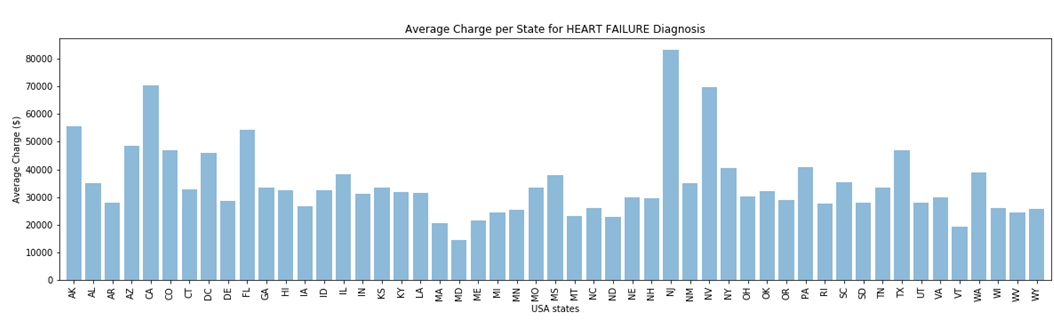 Average Charge per State for HEART FAILURE Diagnosis
Average Charge ($)
80000
70000
60000
50000
40000
30000
20000
10000
0
AK AL AR AZ CA CO CT DC DE FL GA HI IA ID IL IN KS KY LA MA MD ME MI MN MO MS MT NC ND NE NH NJ NM NV NY OH OK OR PA RI SC SD TN TX UT VA VT WA WI WV WY
USA states